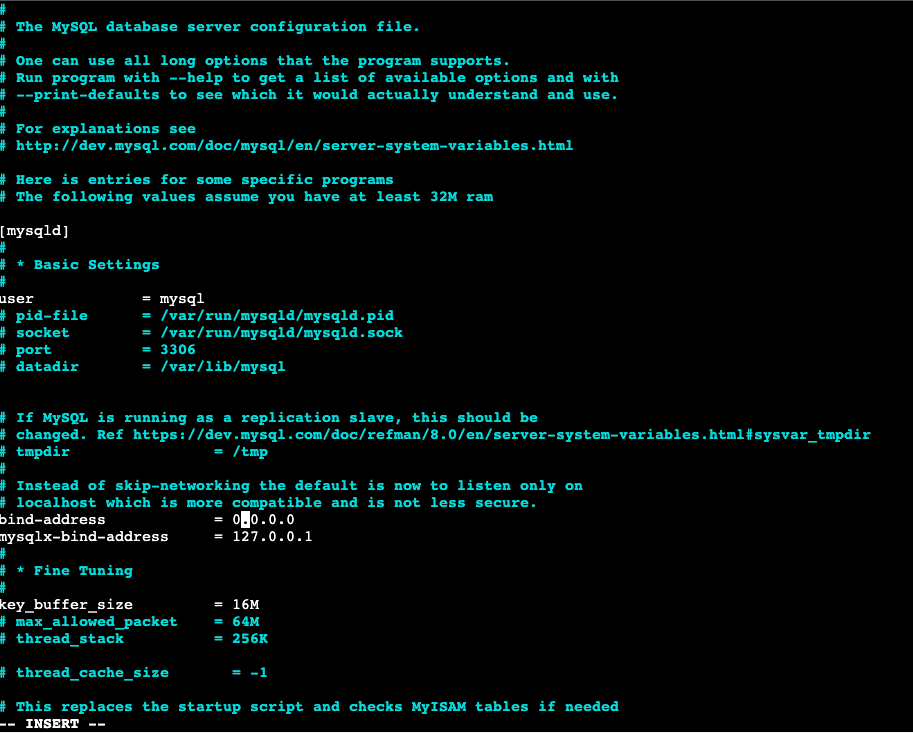 #
# The MySQL database server configuration file.
#
# One can use all long options that the program supports.
# Run program with --help to get a list of available options and with
# --print-defaults to see which it would actually understand and use.
#
# For explanations see
# http://dev.mysql.com/doc/mysql/en/server-system-variables.html

# Here is entries for some specific programs
# The following values assume you have at least 32M ram

[mysqld]
#
# * Basic Settings
#
user            = mysql
# pid-file      = /var/run/mysqld/mysqld.pid
# socket        = /var/run/mysqld/mysqld.sock
# port          = 3306
# datadir       = /var/lib/mysql


# If MySQL is running as a replication slave, this should be
# changed. Ref https://dev.mysql.com/doc/refman/8.0/en/server-system-variables.html#sysvar_tmpdir
# tmpdir                = /tmp
#
# Instead of skip-networking the default is now to listen only on
# localhost which is more compatible and is not less secure.
bind-address            = 0.0.0.0
mysqlx-bind-address     = 127.0.0.1
#
# * Fine Tuning
#
key_buffer_size         = 16M
# max_allowed_packet    = 64M
# thread_stack          = 256K

# thread_cache_size       = -1

# This replaces the startup script and checks MyISAM tables if needed
-- INSERT --